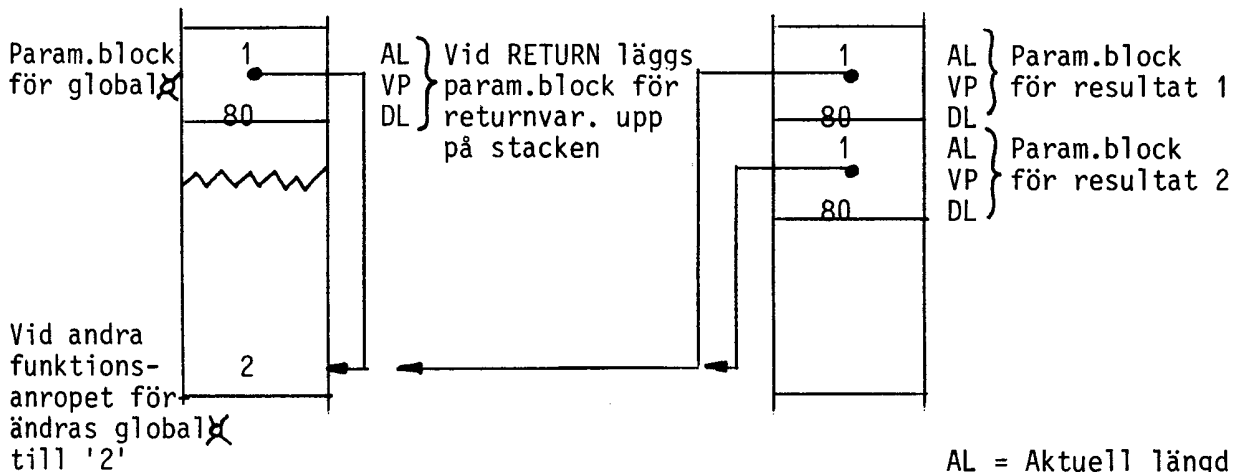 Param.block
för global¤
1
80
AL
VP
DL
Vid RETURN läggs
param.block för
returnvar. upp
på stacken
1
80
1
80
AL
VP
DL
Param.block
för resultat 1
AL
VP
DL
Param.block
för resultat 2
Vid andra
funktions-
anropet för
ändras global¤
till '2'
2
AL = Aktuell längd